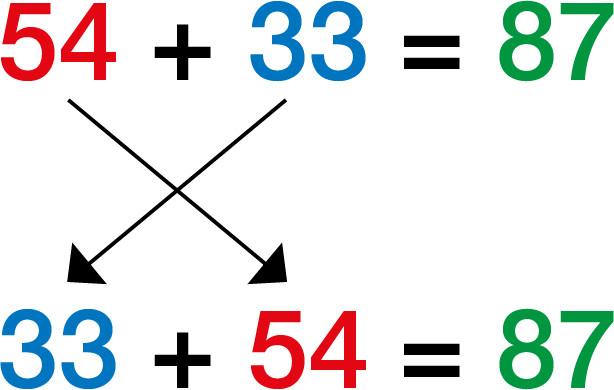 54 + 33 = 87
33 + 54 = 87